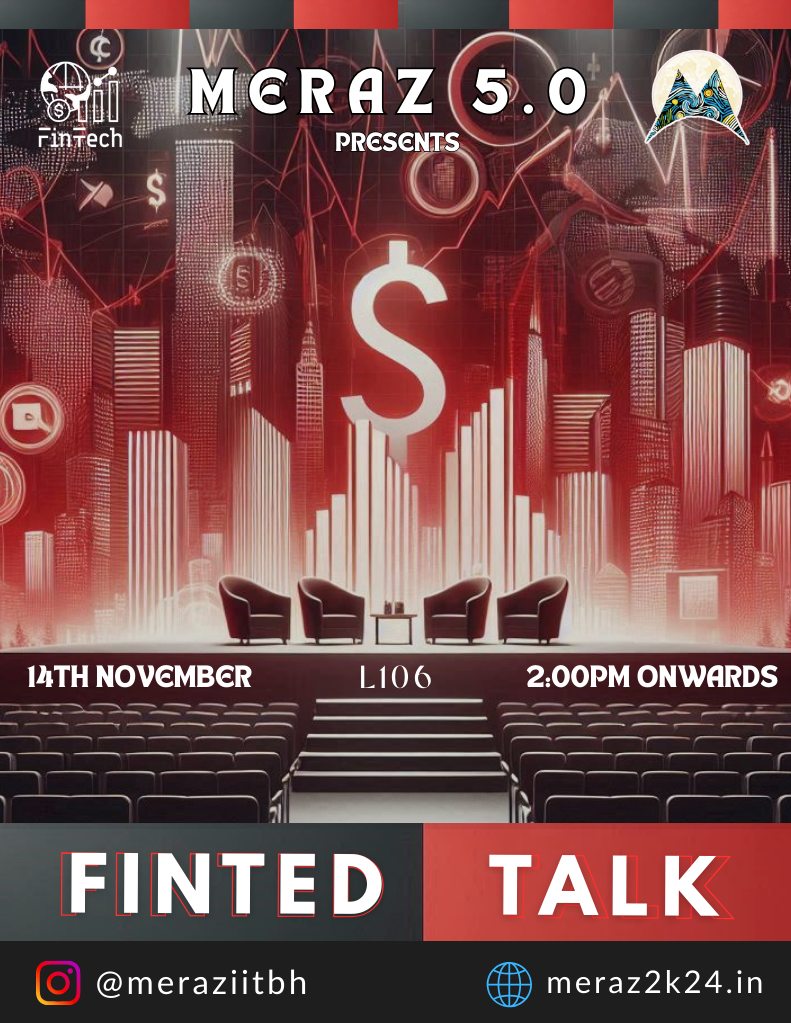 MERAZ 5.0
FinTech
PRESENTS
$
$
14TH NOVEMBER L106 2:00PM ONWARDS
FINTED TALK
@meraziitbh meraz2k24.in